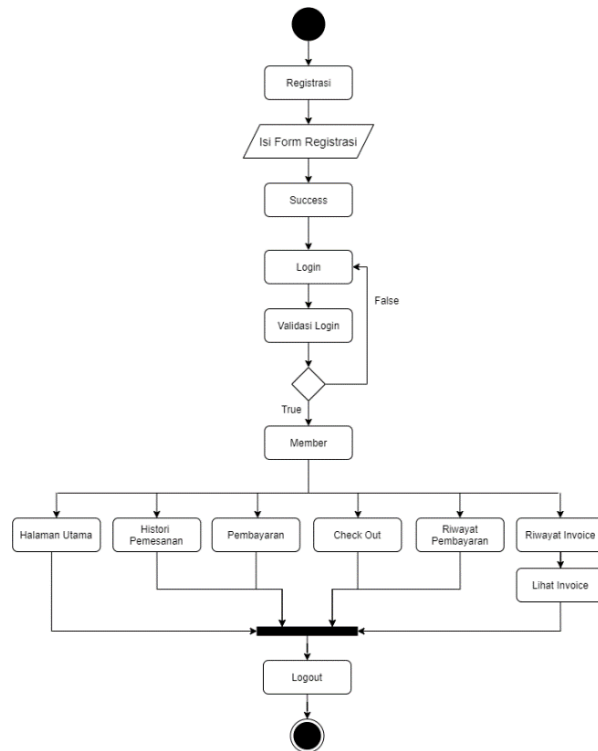 Registrasi
Isi Form Registrasi
Success
Login
False
Validasi Login
True
Member
Halaman Utama
Histori
Pemesanan
Pembayaran
Check Out
Riwayat
Pembayaran
Riwayat Invoice
Lihat Invoice
Logout